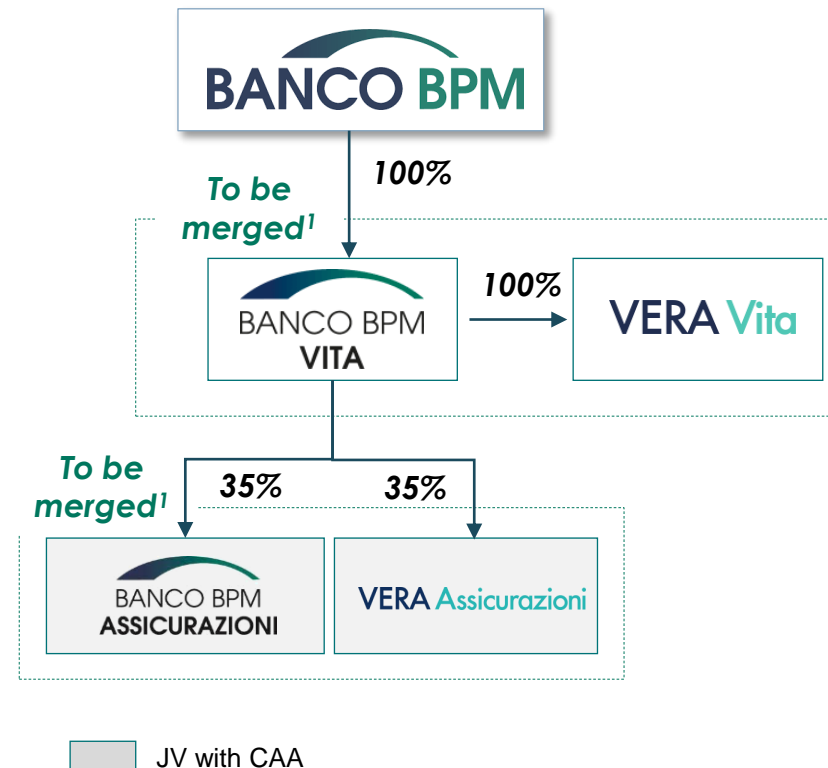 BANCO BPM
100%
To be
merged¹
BANCO BPM
VITA
100%
VERA Vita
To be
merged¹
35%
35%
BANCO BPM
ASSICURAZIONI
VERA Assicurazioni
JV with CAA